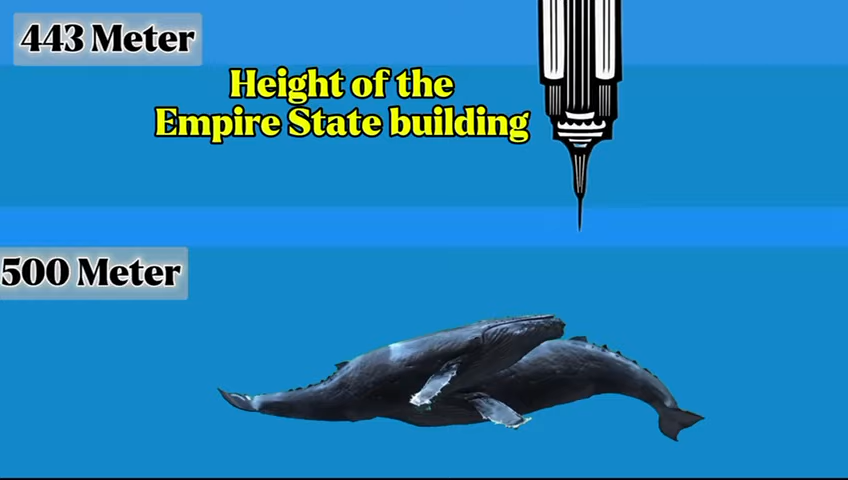 443 Meter
Height of the
Empire State building
500 Meter